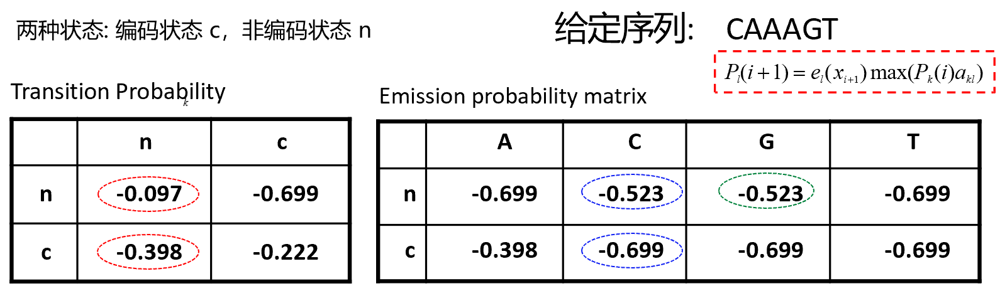 两种状态: 编码状态 c，非编码状态 n
给定序列: CAAAGT
P_l(i+1) = e_l(x_{i+1}) max(P_k(i)a_{kl})
k
Transition Probability
n c
n -0.097 -0.699
c -0.398 -0.222
Emission probability matrix
A C G T
n -0.699 -0.523 -0.523 -0.699
c -0.398 -0.699 -0.699 -0.699